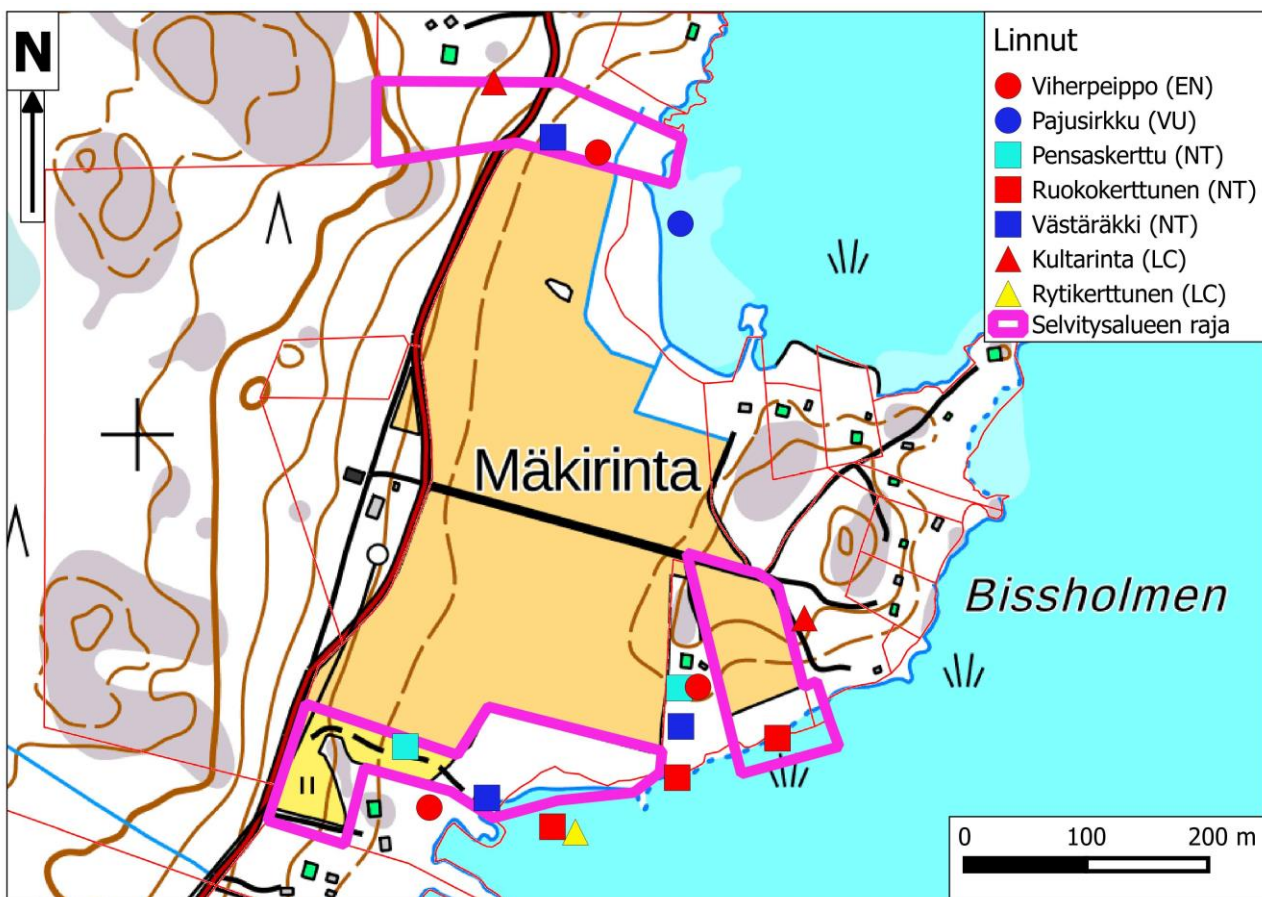 N
Linnut
Viherpeippo (EN)
Pajusirkku (VU)
Pensaskerttu (NT)
Ruokokerttunen (NT)
Västäräkki (NT)
Kultarinta (LC)
Rytikerttunen (LC)
Selvitysalueen raja
Mäkirinta
Bissholmen
0 100 200 m